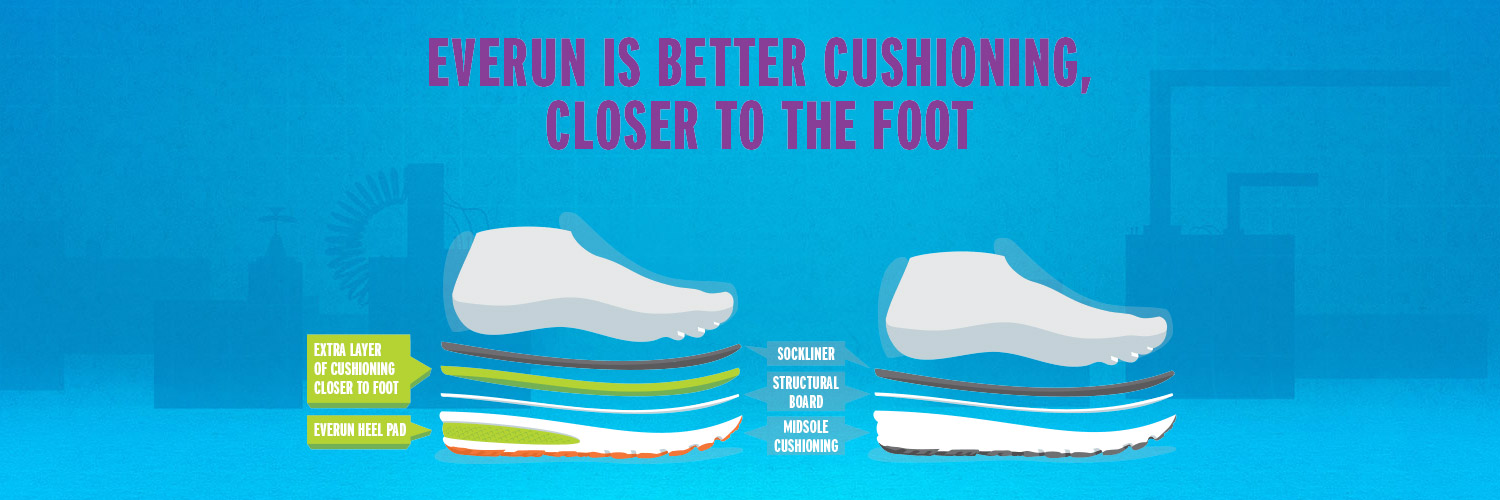 EVERUN IS BETTER CUSHIONING,
CLOSER TO THE FOOT
EXTRA LAYER
OF CUSHIONING
CLOSER TO FOOT
EVERUN HEEL PAD
SOCKLINER
STRUCTURAL
BOARD
MIDSOLE
CUSHIONING